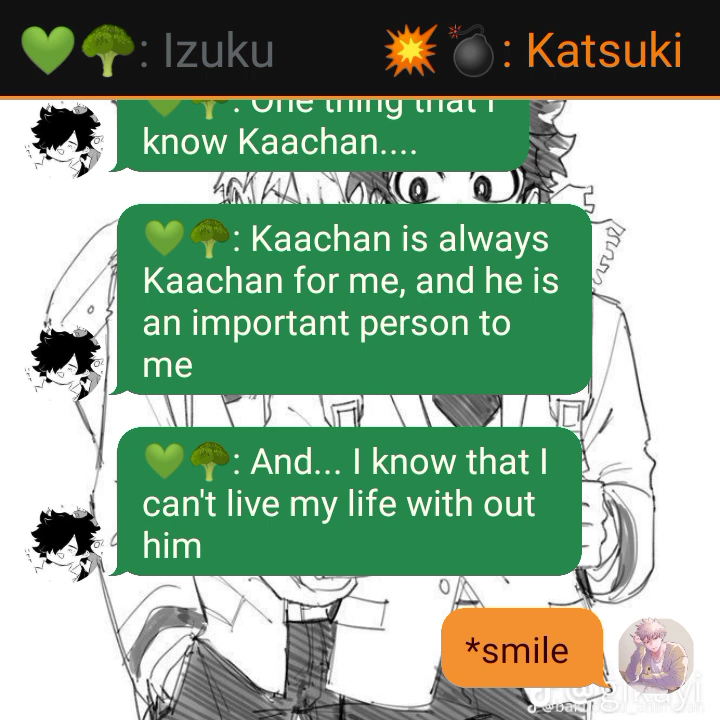 💚🥦: Izuku 💥💣: Katsuki
💚🥦: One thing that I
know Kaachan....
💚🥦: Kaachan is always
Kaachan for me, and he is
an important person to
me
💚🥦: And... I know that I
can't live my life with out
him
*smile